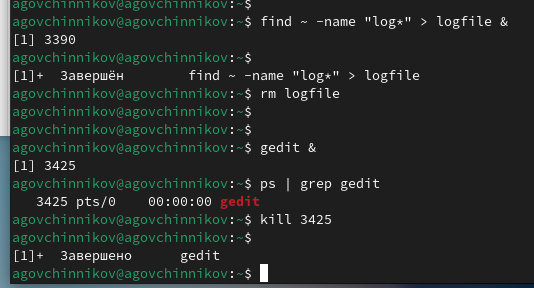 agovchinnikov@agovchinnikov:~$
agovchinnikov@agovchinnikov:~$ find ~ -name "log*" > logfile &
[1] 3390
agovchinnikov@agovchinnikov:~$
[1]+  Завершён        find ~ -name "log*" > logfile
agovchinnikov@agovchinnikov:~$ rm logfile
agovchinnikov@agovchinnikov:~$
agovchinnikov@agovchinnikov:~$
agovchinnikov@agovchinnikov:~$ gedit &
[1] 3425
agovchinnikov@agovchinnikov:~$ ps | grep gedit
   3425 pts/0    00:00:00 gedit
agovchinnikov@agovchinnikov:~$ kill 3425
agovchinnikov@agovchinnikov:~$
[1]+  Завершено      gedit
agovchinnikov@agovchinnikov:~$